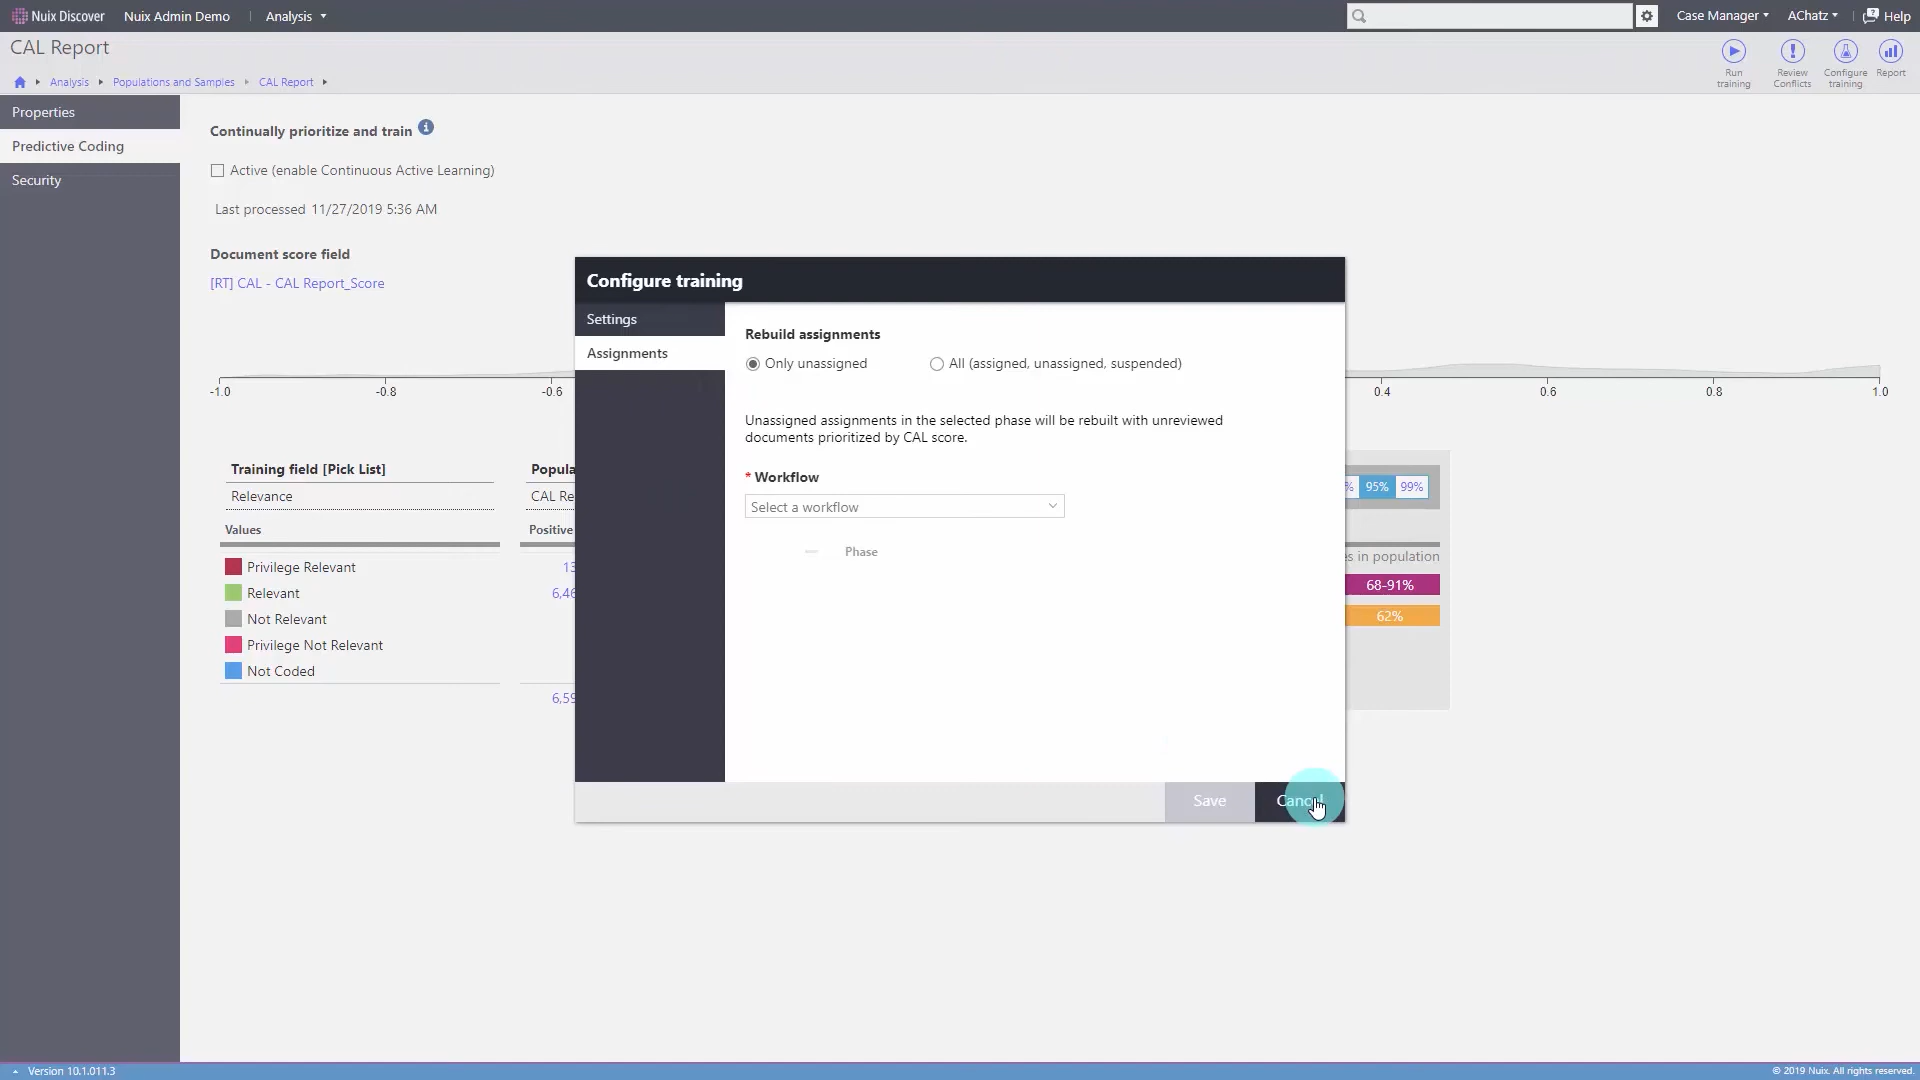 Nuix Discover
Nuix Admin Demo
Analysis
Case Manager
AChatz
Help
CAL Report
Analysis
Populations and Samples
CAL Report
Run training
Review Conflicts
Configure training
Report
Properties
Predictive Coding
Security
Continually prioritize and train
Active (enable Continuous Active Learning)
Last processed 11/27/2019 5:36 AM
Document score field
[RT] CAL - CAL Report_Score
-1.0
-0.8
-0.6
0.4
0.6
0.8
1.0
Training field [Pick List]
Relevance
Values
Privilege Relevant
Relevant
Not Relevant
Privilege Not Relevant
Not Coded
Popula
CAL Re
Positive
13
6,46
6,59
%
95%
99%
es in population
68-91%
62%
Configure training
Settings
Assignments
Rebuild assignments
Only unassigned
All (assigned, unassigned, suspended)
Unassigned assignments in the selected phase will be rebuilt with unreviewed
documents prioritized by CAL score.
* Workflow
Select a workflow
Phase
Save
Cancel
Version 10.1.011.3
© 2019 Nuix. All rights reserved.